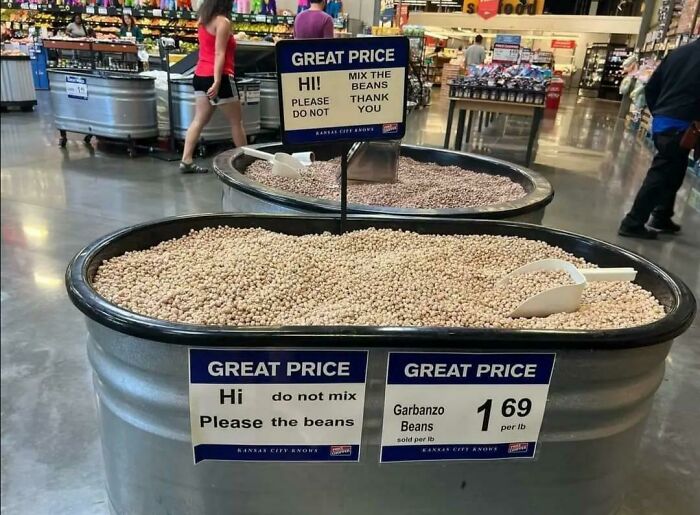 GREAT PRICE
HI! MIX THE
BEANS
PLEASE THANK
DO NOT YOU
KANSAS CITY KNOWS
GREAT PRICE
Hi do not mix
Please the beans
KANSAS CITY KNOWS
GREAT PRICE
Garbanzo
Beans
sold per lb
1 69
per lb
KANSAS CITY KNOWS